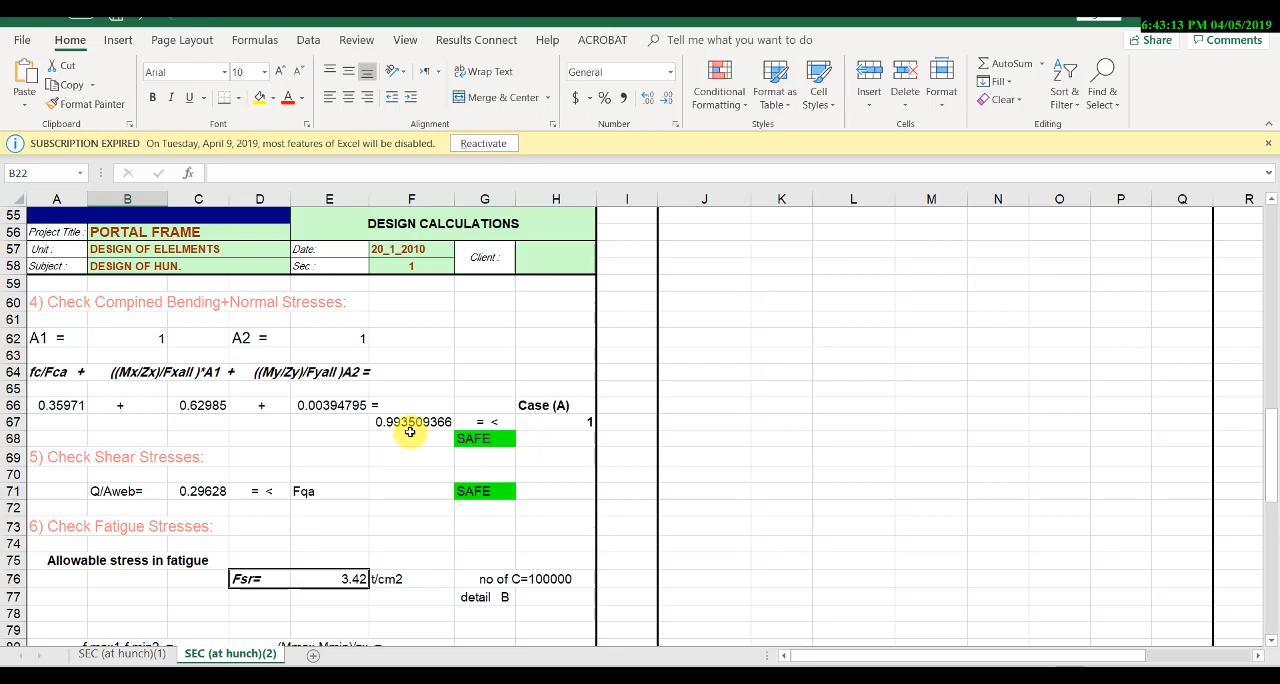 6:43:13 PM 04/05/2019
File Home Insert Page Layout Formulas Data Review View Help ACROBAT Tell me what you want to do Share Comments
Cut
Copy
Format Painter
Paste
Clipboard
Arial 10
Font
Wrap Text
Merge & Center
Alignment
General
Number
Conditional Formatting
Format as Table
Cell Styles
Styles
Insert Delete Format
Cells
AutoSum
Fill
Clear
Sort & Filter
Find & Select
Editing
SUBSCRIPTION EXPIRED On Tuesday, April 9, 2019, most features of Excel will be disabled. Reactivate
B22 fx
A B C D E F G H I J K L M N O P Q R
55 DESIGN CALCULATIONS
56 Project Title : PORTAL FRAME
57 Unit : DESIGN OF ELELMENTS Date: 20_1_2010 Client :
58 Subject : DESIGN OF HUN. Sec : 1
59
60 4) Check Compined Bending+Normal Stresses:
61
62 A1 = 1 A2 = 1
63
64 fc/Fca + ((Mx/Zx)/Fxall )*A1 + ((My/Zy)/Fyall )A2 =
65
66 0.35971 + 0.62985 + 0.00394795 = Case (A)
67 0.993509366 = < 1
68 SAFE
69 5) Check Shear Stresses:
70
71 Q/Aweb= 0.29628 = < Fqa SAFE
72
73 6) Check Fatigue Stresses:
74
75 Allowable stress in fatigue
76 Fsr= 3.42 t/cm2 no of C=100000
77 detail B
78
79
SEC (at hunch)(1) SEC (at hunch)(2)